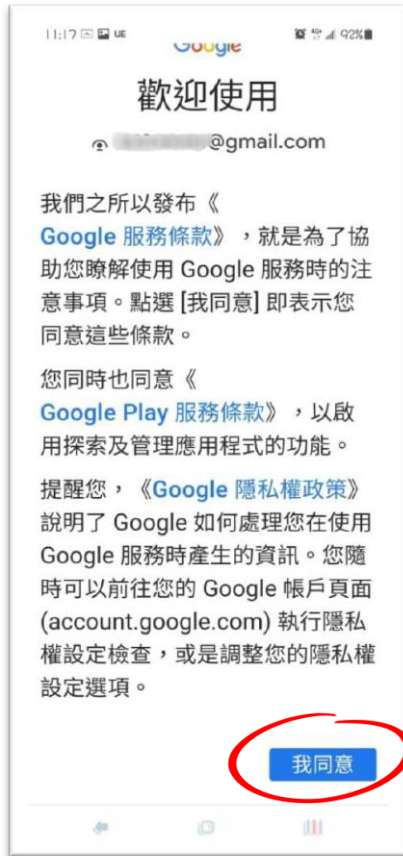 11:17 UE 92%
Google
歡迎使用
@gmail.com
我們之所以發布《
Google 服務條款》,就是為了協
助您瞭解使用 Google 服務時的注
意事項。點選 [我同意] 即表示您
同意這些條款。
您同時也同意《
Google Play 服務條款》,以啟
用探索及管理應用程式的功能。
提醒您,《Google 隱私權政策》
說明了 Google 如何處理您在使用
Google 服務時產生的資訊。您隨
時可以前往您的 Google 帳戶頁面
(account.google.com) 執行隱私
權設定檢查,或是調整您的隱私權
設定選項。
我同意